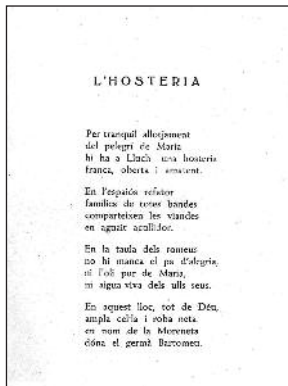 L'HOSTERIA
Per tranquil allotjament
del pelegrí de Maria
hi ha a Lluch una hosteria
franca, oberta i amatent.
En l'espaiós refetor
famílies de totes bandes
comparteixen les viandes
en aguait acullidor.
En la taula dels romeus
no hi manca el pa d'alegria,
ni l'oli pur de Maria,
ni aigua viva dels ulls seus.
En aquest lloc, tot de Déu,
ampla cel·la i roba neta
en nom de la Moreneta
dóna el germà Bartomeu.